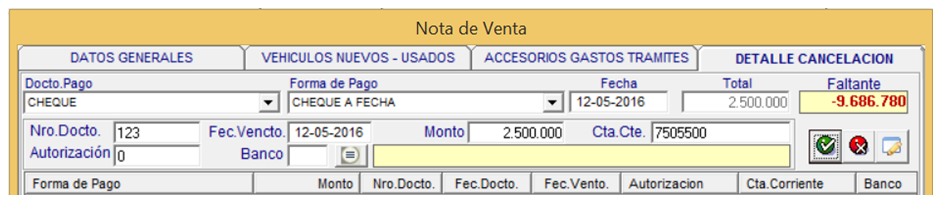 Nota de Venta
DATOS GENERALES VEHICULOS NUEVOS - USADOS ACCESORIOS GASTOS TRAMITES DETALLE CANCELACION
Docto.Pago Forma de Pago Fecha Total Faltante
CHEQUE CHEQUE A FECHA 12-05-2016 2.500.000 -9.686.780
Nro.Docto. 123 Fec.Vencto. 12-05-2016 Monto 2.500.000 Cta.Cte. 7505500
Autorización 0 Banco
Forma de Pago Monto Nro.Docto. Fec.Docto. Fec.Vento. Autorizacion Cta.Corriente Banco